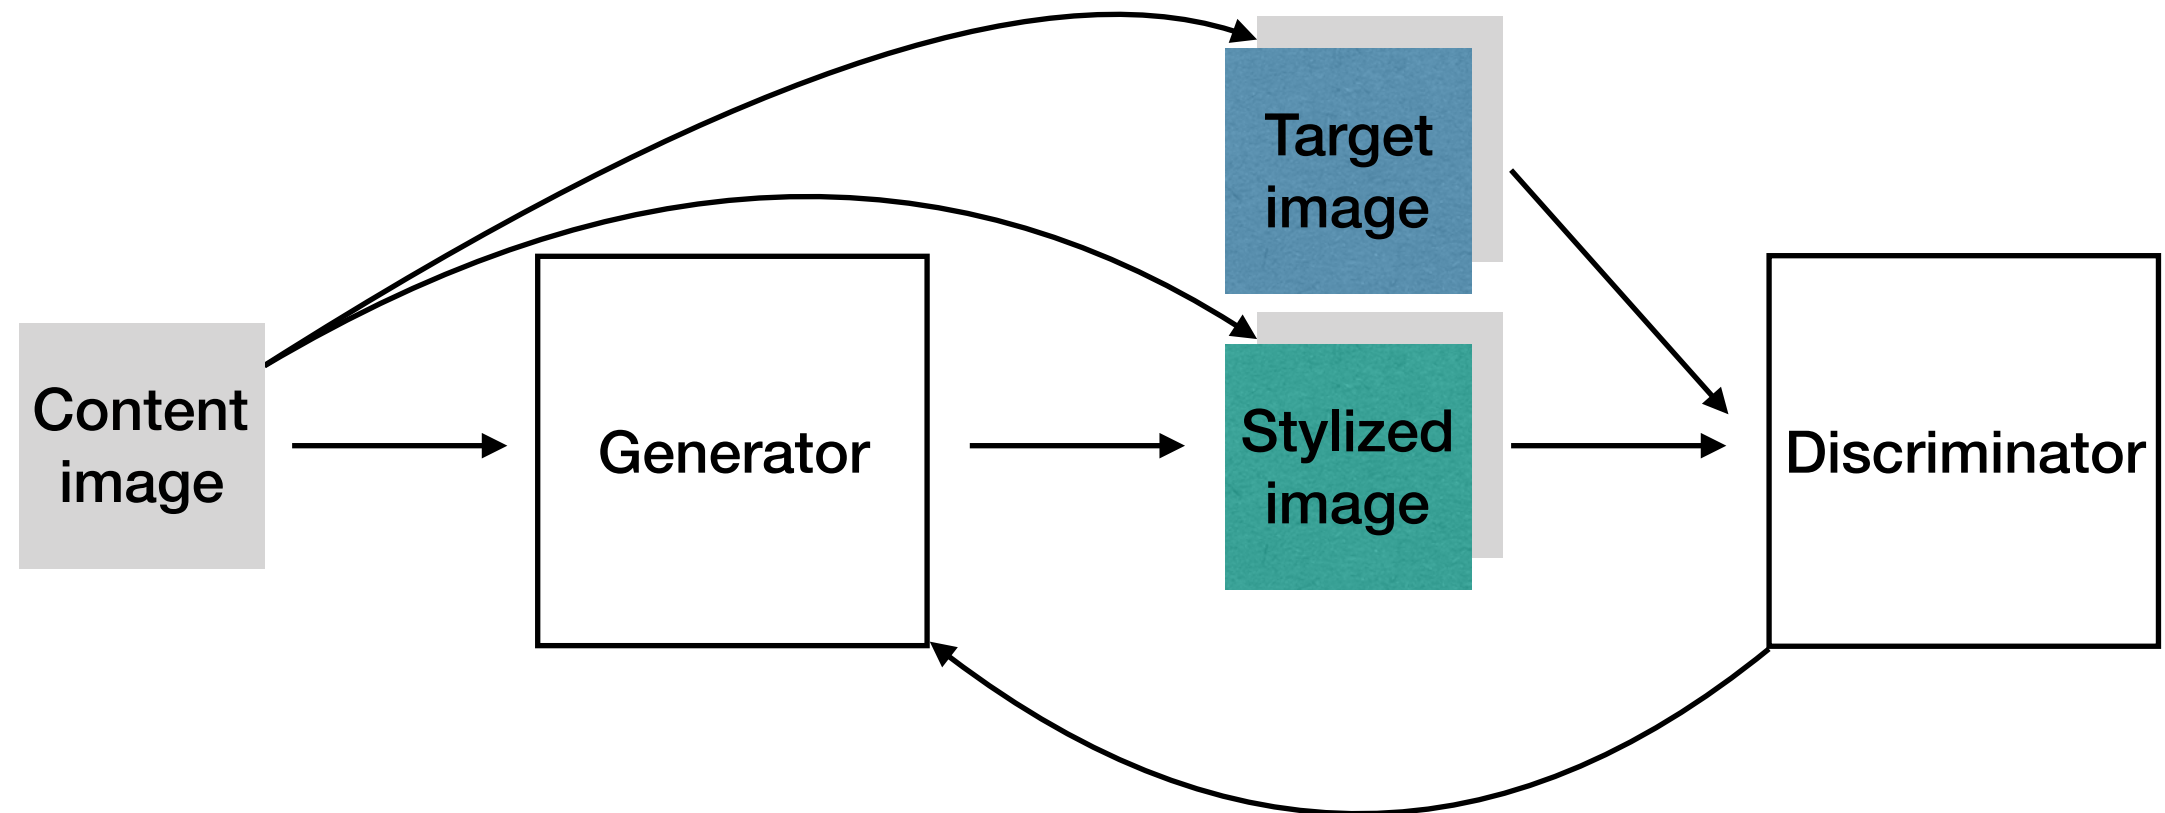 Content
image
Generator
Target
image
Stylized
image
Discriminator